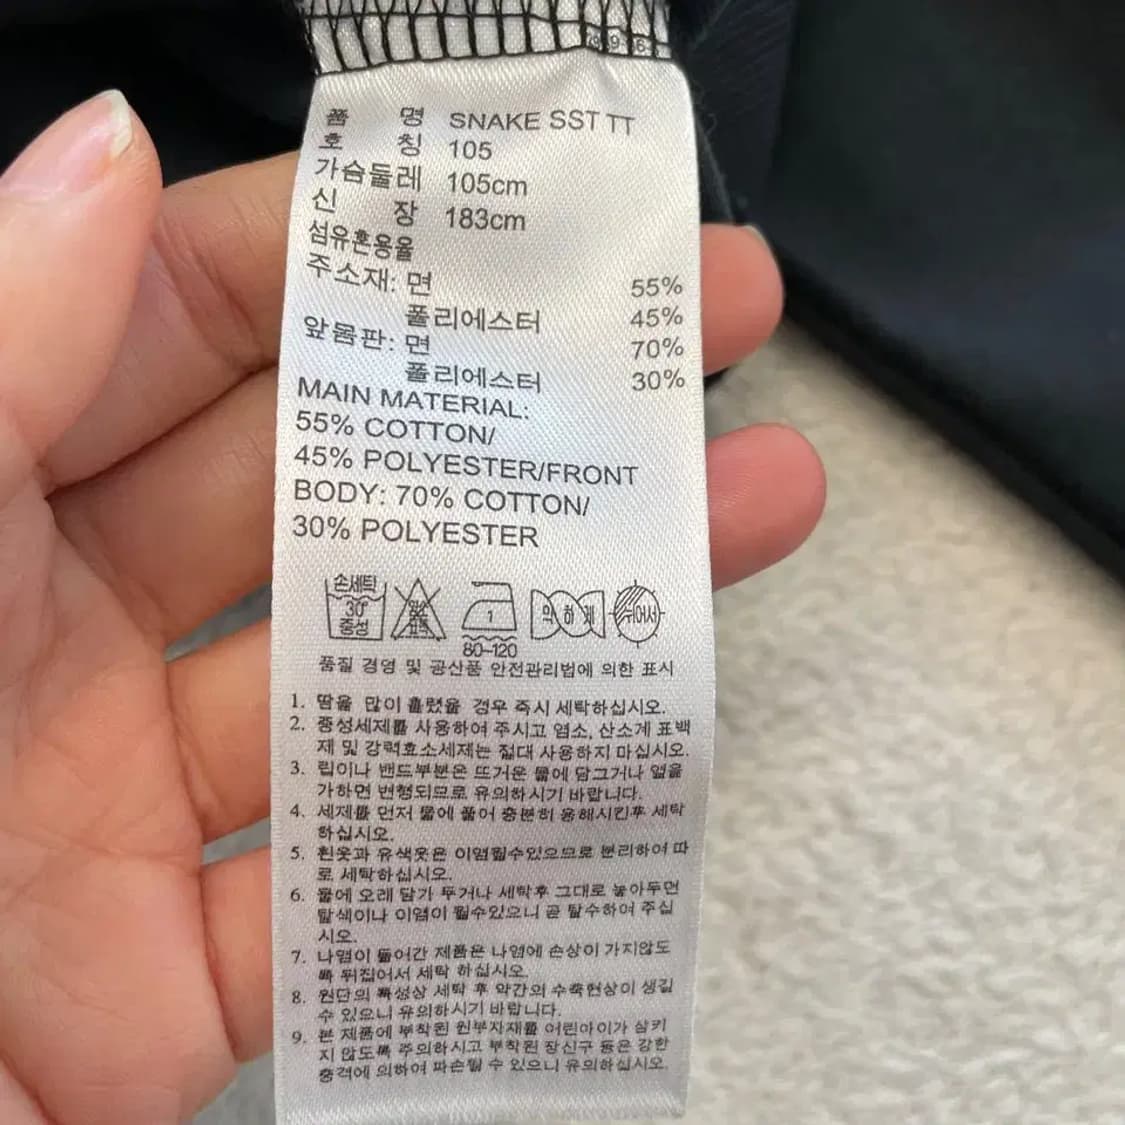 품 명 SNAKE SST TT
호 칭 105
가슴둘레 105cm
신 장 183cm
섬유혼용율
주소재: 면 55%
폴리에스터 45%
앞몸판: 면 70%
폴리에스터 30%
MAIN MATERIAL:
55% COTTON/
45% POLYESTER/FRONT
BODY: 70% COTTON/
30% POLYESTER
손세탁
30°
중성
1
80~120
약하게
뉘어서
품질 경영 및 공산품 안전관리법에 의한 표시
1. 땀을 많이 흘렸을 경우 즉시 세탁하십시오.
2. 중성세제를 사용하여 주시고 염소, 산소계 표백
제 및 강력효소세제는 절대 사용하지 마십시오.
3. 립이나 밴드부분은 뜨거운 물에 담그거나 열을
가하면 변형되므로 유의하시기 바랍니다.
4. 세제를 먼저 물에 풀어 충분히 용해시킨후 세탁
하십시오.
5. 흰옷과 유색옷은 이염될수있으므로 분리하여 따
로 세탁하십시오.
6. 물에 오래 담가 두거나 세탁후 그대로 놓아두면
탈색이나 이염이 될수있으니 곧 탈수하여 주십
시오.
7. 나염이 들어간 제품은 나염에 손상이 가지않도
록 뒤집어서 세탁 하십시오.
8. 원단의 특성상 세탁 후 약간의 수축현상이 생길
수 있으니 유의하시기 바랍니다.
9. 본 제품에 부착된 원부자재를 어린아이가 삼키
지 않도록 주의하시고 부착된 장신구 등은 강한
충격에 의하여 파손될 수 있으니 유의하십시오.